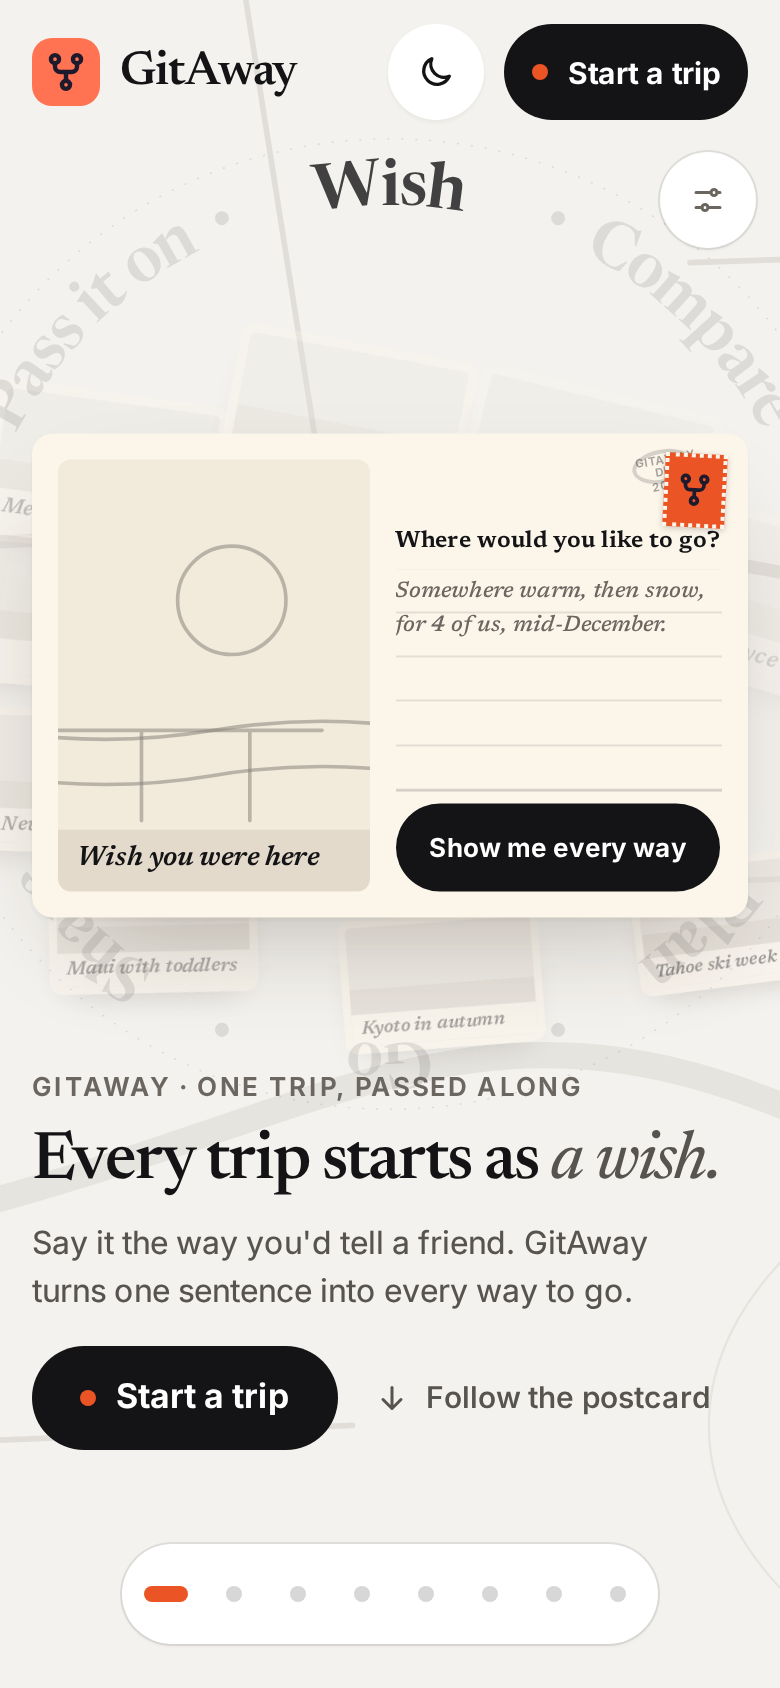 GitAway
Start a trip
Wish
Pass it on
Compare
Where would you like to go?
Somewhere warm, then snow,
for 4 of us, mid-December.
Show me every way
Wish you were here
Maui with toddlers
Tahoe ski week
Kyoto in autumn
Plan
Go
GITAWAY · ONE TRIP, PASSED ALONG
Every trip starts as a wish.
Say it the way you'd tell a friend. GitAway
turns one sentence into every way to go.
Start a trip
Follow the postcard